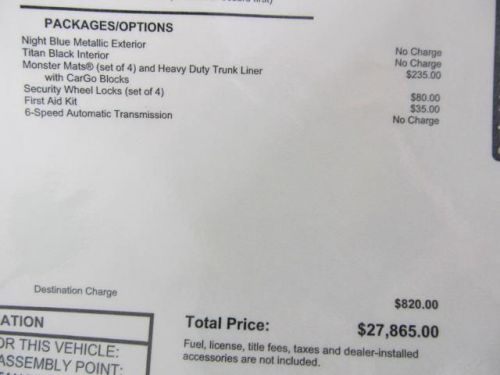 first)
PACKAGES/OPTIONS
Night Blue Metallic Exterior No Charge
Titan Black Interior No Charge
Monster Mats® (set of 4) and Heavy Duty Trunk Liner $235.00
with CarGo Blocks
Security Wheel Locks (set of 4) $80.00
First Aid Kit $35.00
6-Speed Automatic Transmission No Charge
Destination Charge $820.00
Total Price: $27,865.00
Fuel, license, title fees, taxes and dealer-installed
accessories are not included.
ATION
OR THIS VEHICLE:
ASSEMBLY POINT: